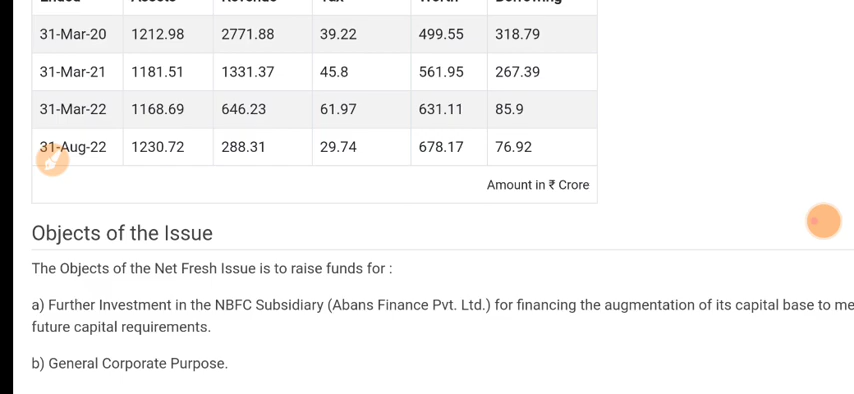 31-Mar-20 1212.98 2771.88 39.22 499.55 318.79
31-Mar-21 1181.51 1331.37 45.8 561.95 267.39
31-Mar-22 1168.69 646.23 61.97 631.11 85.9
31-Aug-22 1230.72 288.31 29.74 678.17 76.92
Amount in ₹ Crore
Objects of the Issue
The Objects of the Net Fresh Issue is to raise funds for :
a) Further Investment in the NBFC Subsidiary (Abans Finance Pvt. Ltd.) for financing the augmentation of its capital base to me
future capital requirements.
b) General Corporate Purpose.